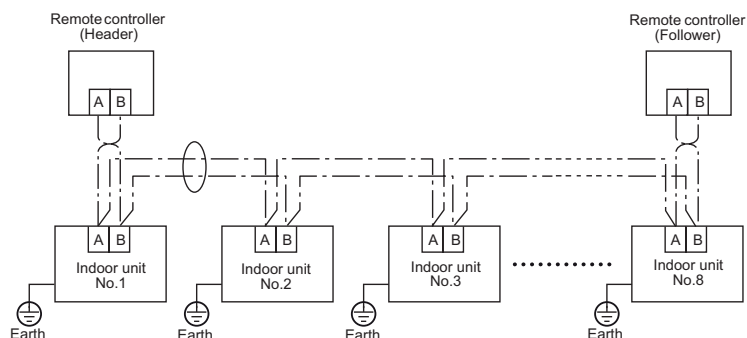 Remote controller
(Header)
Remote controller
(Follower)
A B
A B
A B
Indoor unit
No.1
A B
Indoor unit
No.2
A B
Indoor unit
No.3
A B
Indoor unit
No.8
Earth
Earth
Earth
Earth